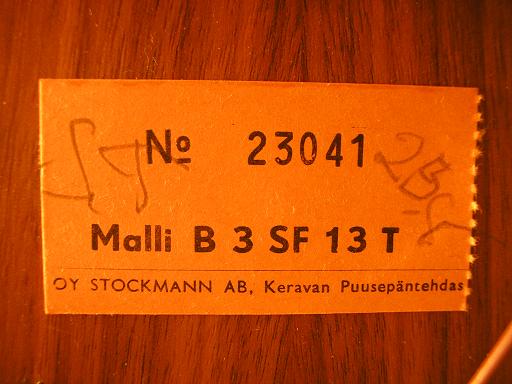 No 23041
Malli B 3 SF 13 T
OY STOCKMANN AB, Keravan Puusepäntehdas